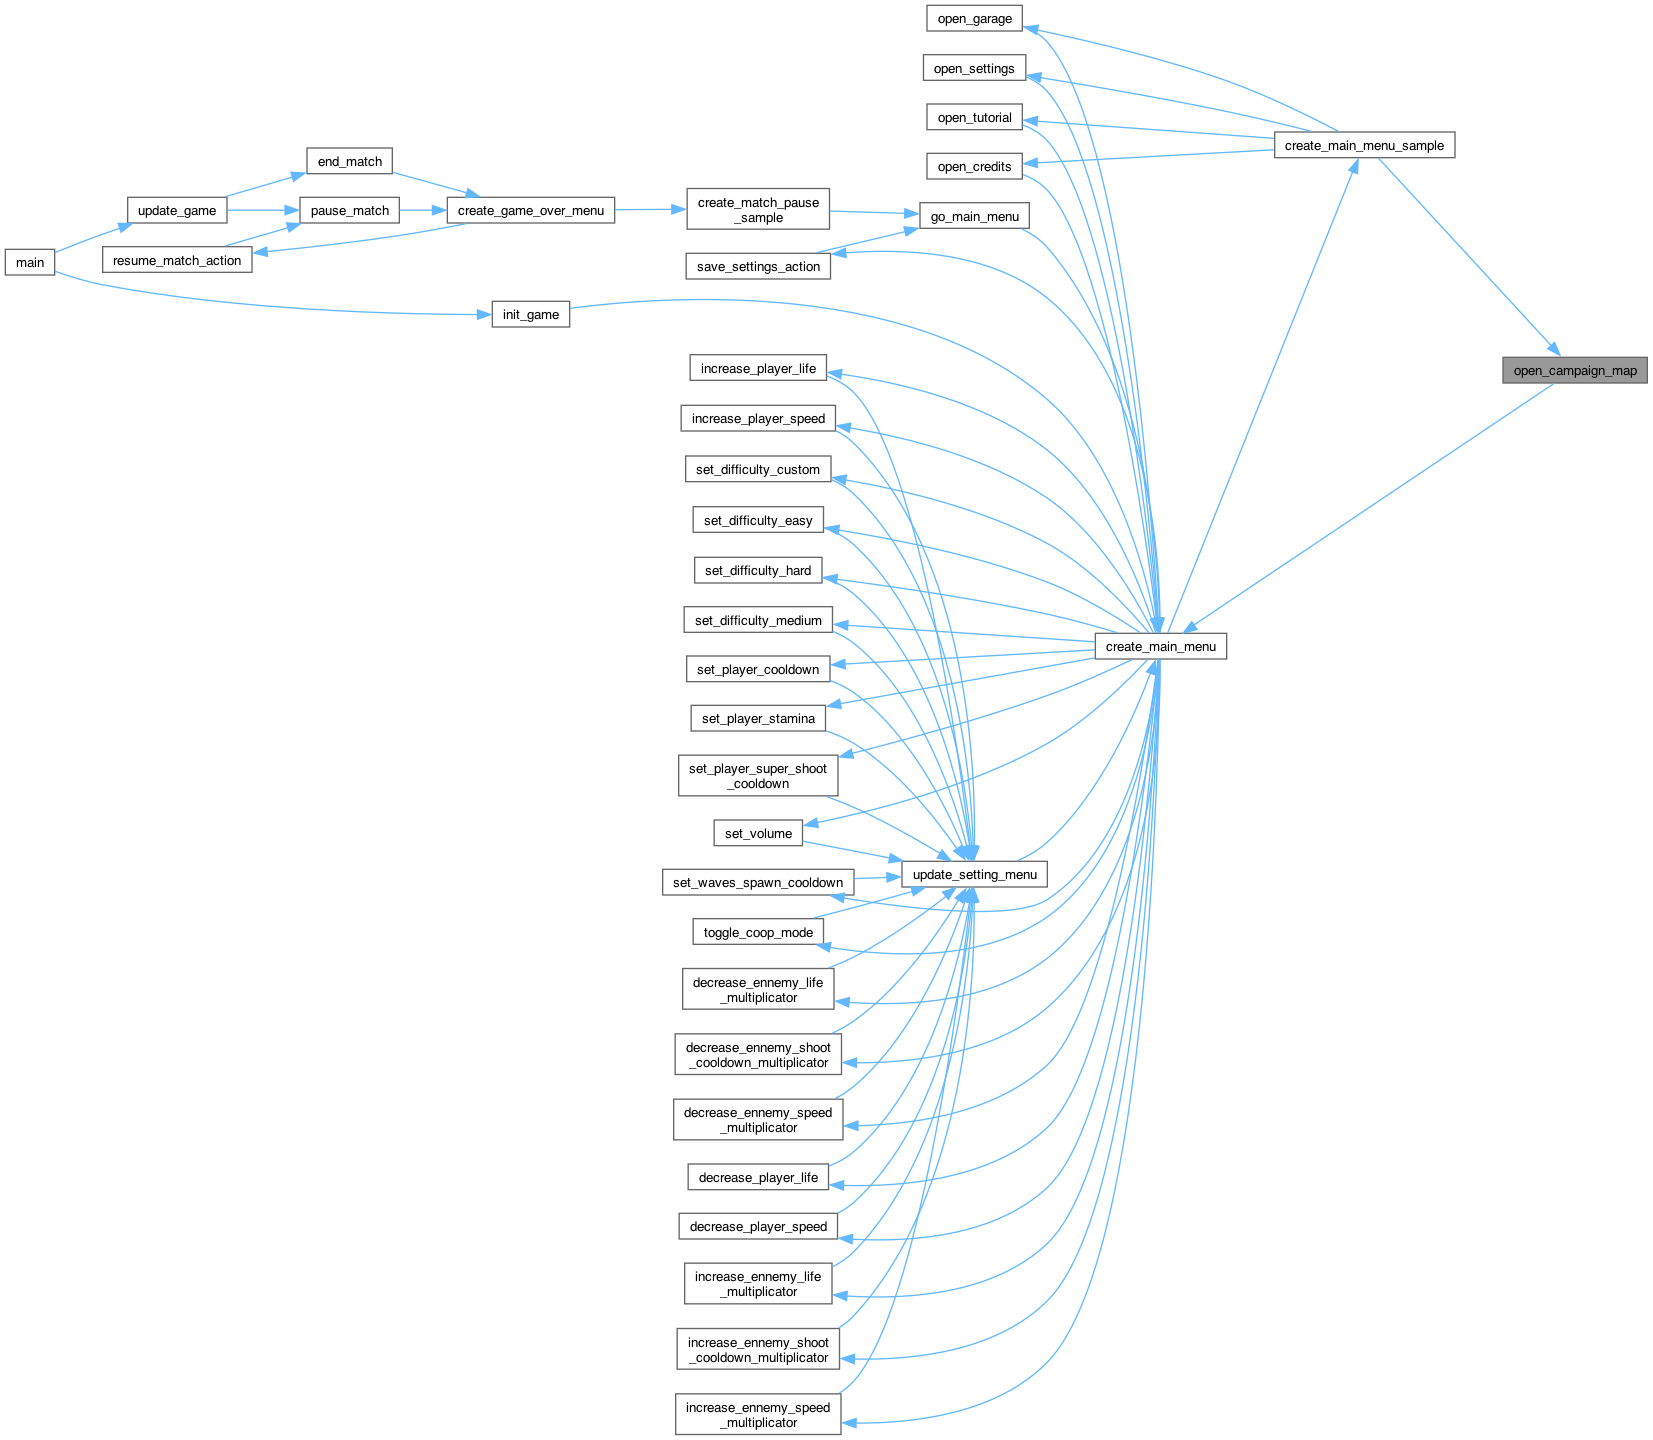 open_garage
open_settings
open_tutorial
create_main_menu_sample
end_match
open_credits
update_game
pause_match
create_game_over_menu
create_match_pause
_sample
go_main_menu
main
resume_match_action
save_settings_action
init_game
increase_player_life
open_campaign_map
increase_player_speed
set_difficulty_custom
set_difficulty_easy
set_difficulty_hard
set_difficulty_medium
create_main_menu
set_player_cooldown
set_player_stamina
set_player_super_shoot
_cooldown
set_volume
update_setting_menu
set_waves_spawn_cooldown
toggle_coop_mode
decrease_ennemy_life
_multiplicator
decrease_ennemy_shoot
_cooldown_multiplicator
decrease_ennemy_speed
_multiplicator
decrease_player_life
decrease_player_speed
increase_ennemy_life
_multiplicator
increase_ennemy_shoot
_cooldown_multiplicator
increase_ennemy_speed
_multiplicator